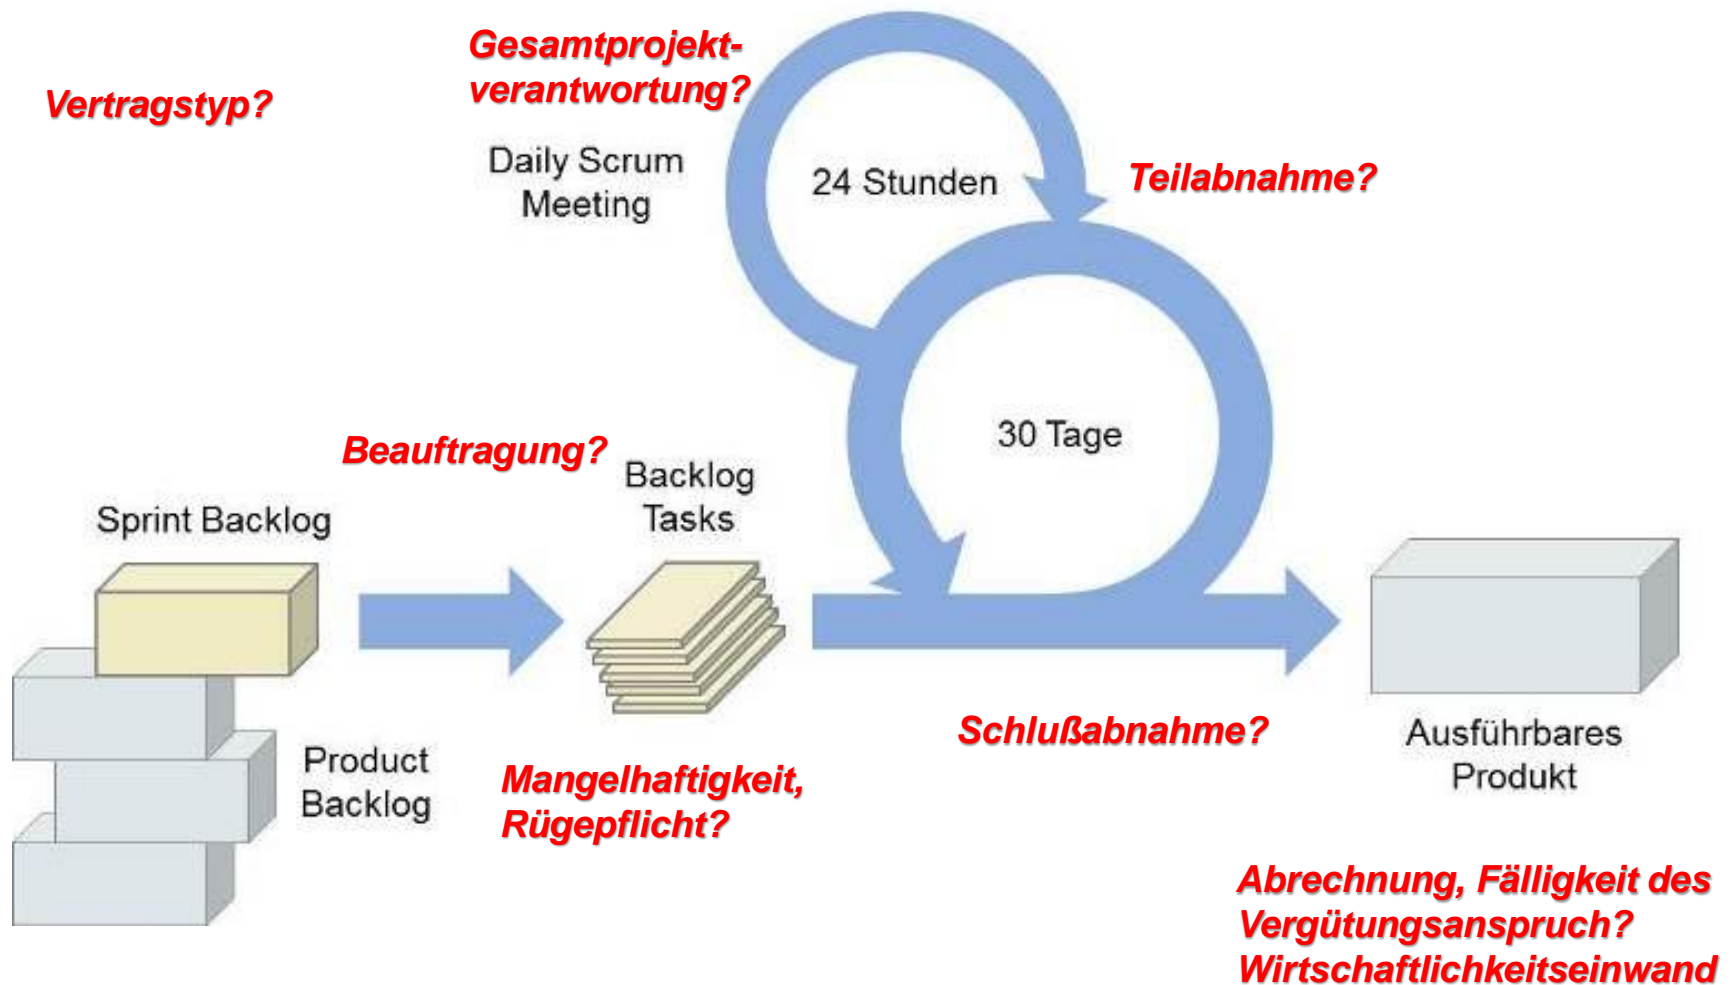 Gesamtprojekt-
verantwortung?
Vertragstyp?
Daily Scrum
Meeting
24 Stunden
Teilabnahme?
30 Tage
Beauftragung?
Backlog
Tasks
Sprint Backlog
Product
Backlog
Mangelhaftigkeit,
Rügepflicht?
Schlußabnahme?
Ausführbares
Produkt
Abrechnung, Fälligkeit des
Vergütungsanspruch?
Wirtschaftlichkeitseinwand